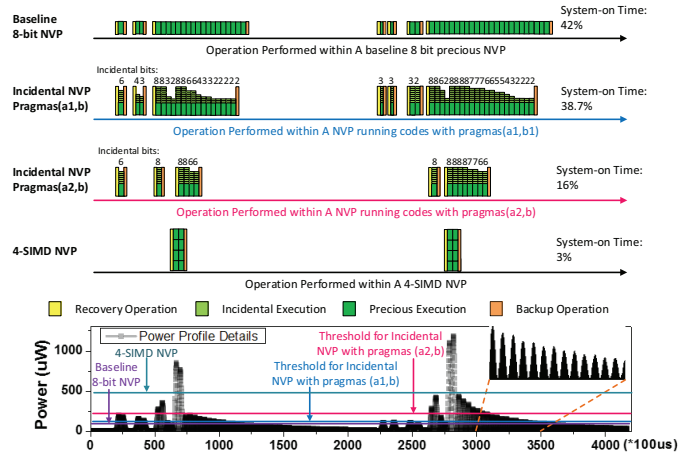 Baseline
8-bit NVP
System-on Time:
42%
Operation Performed within A baseline 8 bit precious NVP
Incidental bits:
6 43 8832886643322222 3 3 32 88628888776655432222
Incidental NVP
Pragmas(a1,b)
System-on Time:
38.7%
Operation Performed within A NVP running codes with pragmas(a1,b1)
Incidental bits:
6 8 8866 8 88887766
Incidental NVP
Pragmas(a2,b)
System-on Time:
16%
Operation Performed within A NVP running codes with pragmas(a2,b)
4-SIMD NVP
System-on Time:
3%
Operation Performed within A 4-SIMD NVP
Recovery Operation Incidental Execution Precious Execution Backup Operation
Power Profile Details
4-SIMD NVP
Baseline
8-bit NVP
Threshold for Incidental
NVP with pragmas (a2,b)
Threshold for Incidental
NVP with pragmas (a1,b)
Power (uW)
1000
500
0
0 500 1000 1500 2000 2500 3000 3500 4000 (*100us)